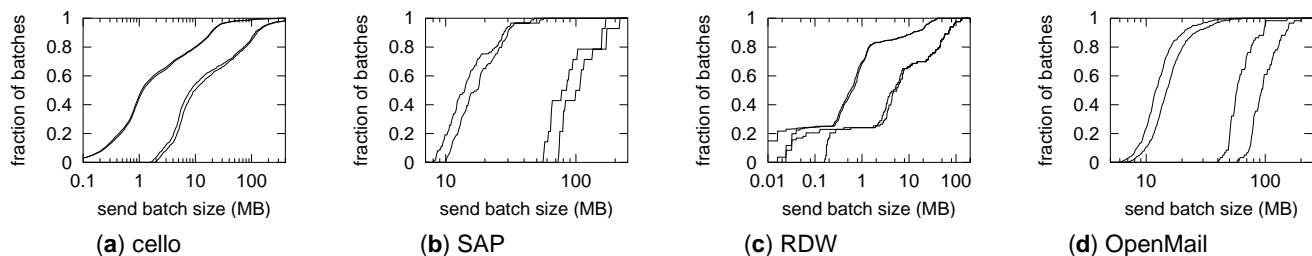 fraction of batches
1
0.8
0.6
0.4
0.2
0
0.1 1 10 100
send batch size (MB)
(a) cello
fraction of batches
1
0.8
0.6
0.4
0.2
0
10 100
send batch size (MB)
(b) SAP
fraction of batches
1
0.8
0.6
0.4
0.2
0
0.01 0.1 1 10 100
send batch size (MB)
(c) RDW
fraction of batches
1
0.8
0.6
0.4
0.2
0
10 100
send batch size (MB)
(d) OpenMail